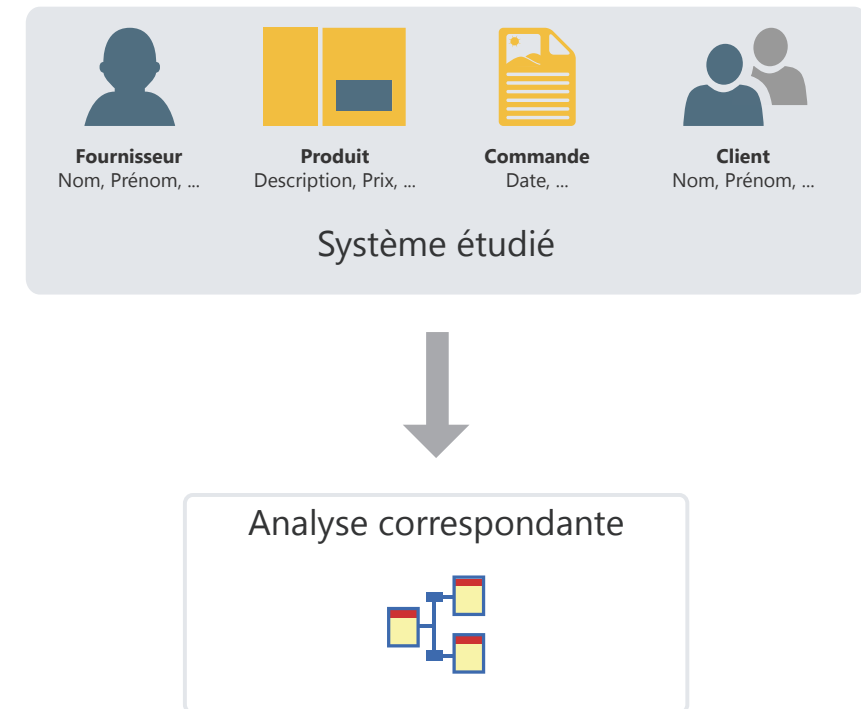 Fournisseur
Nom, Prénom, ...
Produit
Description, Prix, ...
Commande
Date, ...
Client
Nom, Prénom, ...
Système étudié
Analyse correspondante